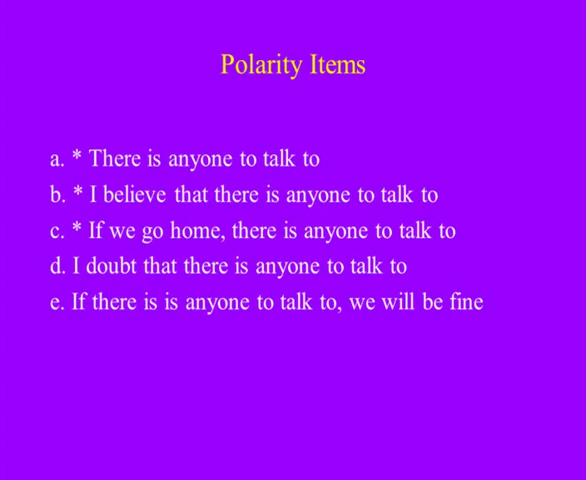 Polarity Items
a. * There is anyone to talk to
b. * I believe that there is anyone to talk to
c. * If we go home, there is anyone to talk to
d. I doubt that there is anyone to talk to
e. If there is is anyone to talk to, we will be fine